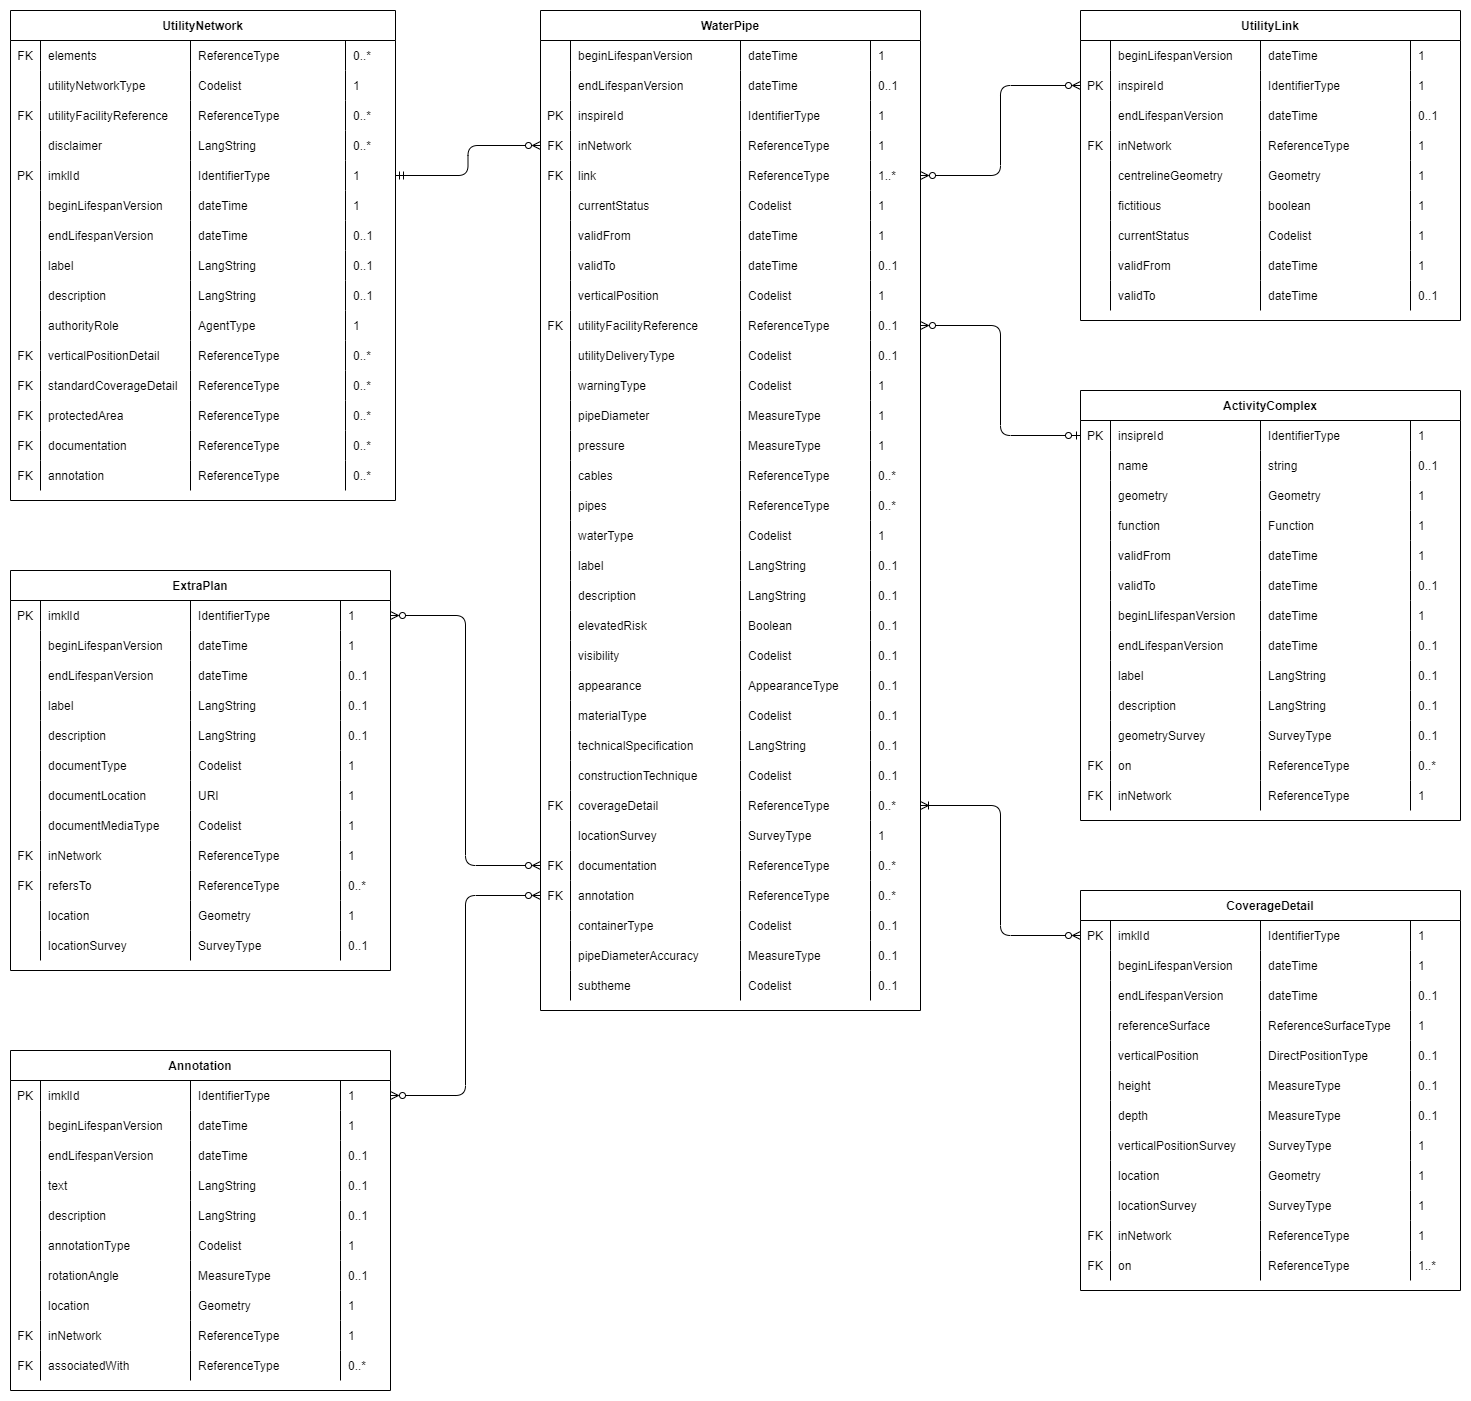 UtilityNetwork
FK elements ReferenceType 0..*
utilityNetworkType Codelist 1
FK utilityFacilityReference ReferenceType 0..*
disclaimer LangString 0..*
PK imklId IdentifierType 1
beginLifespanVersion dateTime 1
endLifespanVersion dateTime 0..1
label LangString 0..1
description LangString 0..1
authorityRole AgentType 1
FK verticalPositionDetail ReferenceType 0..*
FK standardCoverageDetail ReferenceType 0..*
FK protectedArea ReferenceType 0..*
FK documentation ReferenceType 0..*
FK annotation ReferenceType 0..*
ExtraPlan
PK imklId IdentifierType 1
beginLifespanVersion dateTime 1
endLifespanVersion dateTime 0..1
label LangString 0..1
description LangString 0..1
documentType Codelist 1
documentLocation URI 1
documentMediaType Codelist 1
FK inNetwork ReferenceType 1
FK refersTo ReferenceType 0..*
location Geometry 1
locationSurvey SurveyType 0..1
Annotation
PK imklId IdentifierType 1
beginLifespanVersion dateTime 1
endLifespanVersion dateTime 0..1
text LangString 0..1
description LangString 0..1
annotationType Codelist 1
rotationAngle MeasureType 0..1
location Geometry 1
FK inNetwork ReferenceType 1
FK associatedWith ReferenceType 0..*
WaterPipe
beginLifespanVersion dateTime 1
endLifespanVersion dateTime 0..1
PK inspireId IdentifierType 1
FK inNetwork ReferenceType 1
FK link ReferenceType 1..*
currentStatus Codelist 1
validFrom dateTime 1
validTo dateTime 0..1
verticalPosition Codelist 1
FK utilityFacilityReference ReferenceType 0..1
utilityDeliveryType Codelist 0..1
warningType Codelist 1
pipeDiameter MeasureType 1
pressure MeasureType 1
cables ReferenceType 0..*
pipes ReferenceType 0..*
waterType Codelist 1
label LangString 0..1
description LangString 0..1
elevatedRisk Boolean 0..1
visibility Codelist 0..1
appearance AppearanceType 0..1
materialType Codelist 0..1
technicalSpecification LangString 0..1
constructionTechnique Codelist 0..1
FK coverageDetail ReferenceType 0..*
locationSurvey SurveyType 1
FK documentation ReferenceType 0..*
FK annotation ReferenceType 0..*
containerType Codelist 0..1
pipeDiameterAccuracy MeasureType 0..1
subtheme Codelist 0..1
UtilityLink
beginLifespanVersion dateTime 1
PK inspireId IdentifierType 1
endLifespanVersion dateTime 0..1
FK inNetwork ReferenceType 1
centrelineGeometry Geometry 1
fictitious boolean 1
currentStatus Codelist 1
validFrom dateTime 1
validTo dateTime 0..1
ActivityComplex
PK insipreId IdentifierType 1
name string 0..1
geometry Geometry 1
function Function 1
validFrom dateTime 1
validTo dateTime 0..1
beginLlifespanVersion dateTime 1
endLifespanVersion dateTime 0..1
label LangString 0..1
description LangString 0..1
geometrySurvey SurveyType 0..1
FK on ReferenceType 0..*
FK inNetwork ReferenceType 1
CoverageDetail
PK imklId IdentifierType 1
beginLifespanVersion dateTime 1
endLifespanVersion dateTime 0..1
referenceSurface ReferenceSurfaceType 1
verticalPosition DirectPositionType 0..1
height MeasureType 0..1
depth MeasureType 0..1
verticalPositionSurvey SurveyType 1
location Geometry 1
locationSurvey SurveyType 1
FK inNetwork ReferenceType 1
FK on ReferenceType 1..*